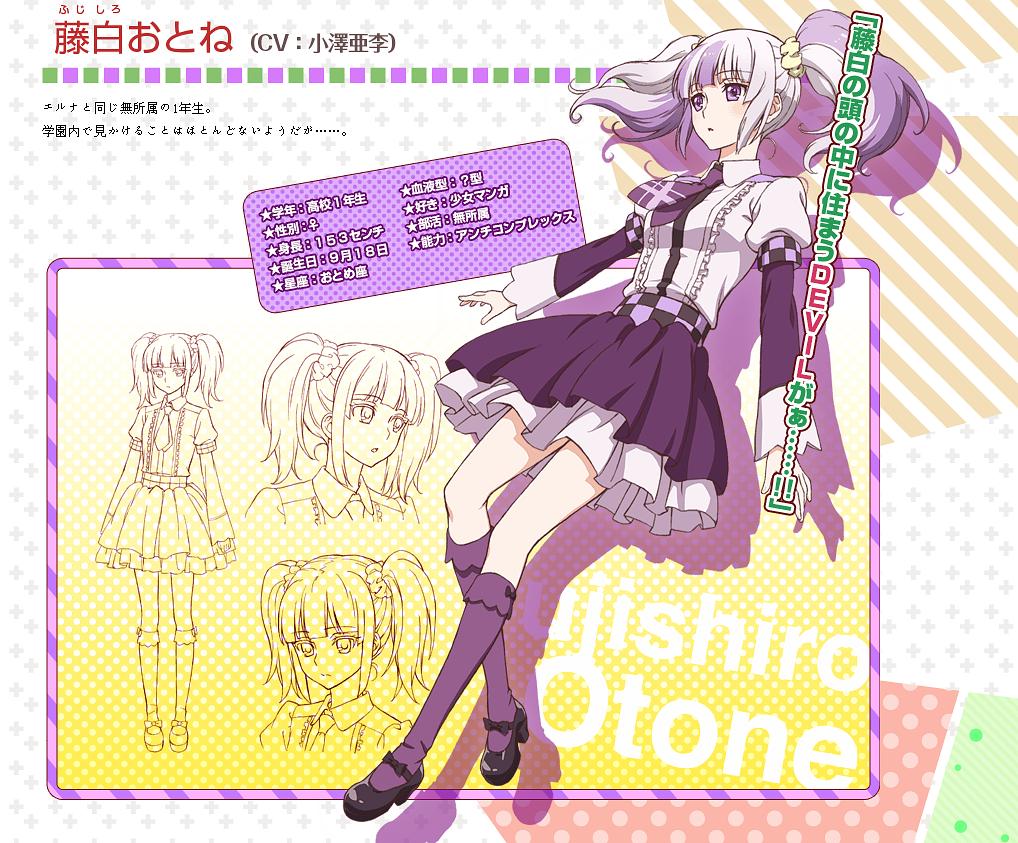 ふじしろ
藤白おとね (CV：小澤亜李)
エルナと同じ無所属の1年生。
学園内で見かけることはほとんどないようだが……。
★学年：高校１年生
★性別：♀
★身長：１５３センチ
★誕生日：９月１８日
★星座：おとめ座
★血液型：？型
★好き：少女マンガ
★部活：無所属
★能力：アンチコンプレックス
「藤白の頭の中に住まうDEVILがぁ……!!」
ujishiro
Otone